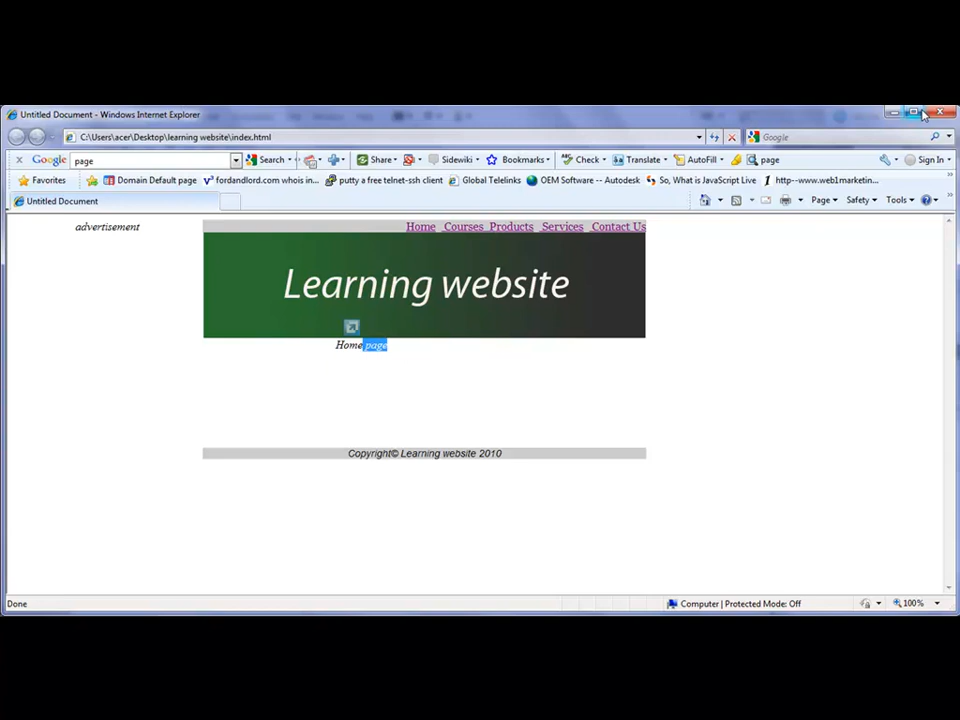 Untitled Document - Windows Internet Explorer
C:\Users\acer\Desktop\learning website\index.html
Google
Google
page
Search
Share
Sidewiki
Bookmarks
Check
Translate
AutoFill
page
Sign In
Favorites
Domain Default page
fordandlord.com whois in...
putty a free telnet-ssh client
Global Telelinks
OEM Software -- Autodesk
So, What is JavaScript Live
http--www.web1marketin...
Untitled Document
Page
Safety
Tools
advertisement
Home Courses Products Services Contact Us
Learning website
Home page
Copyright© Learning website 2010
Done
Computer | Protected Mode: Off
100%